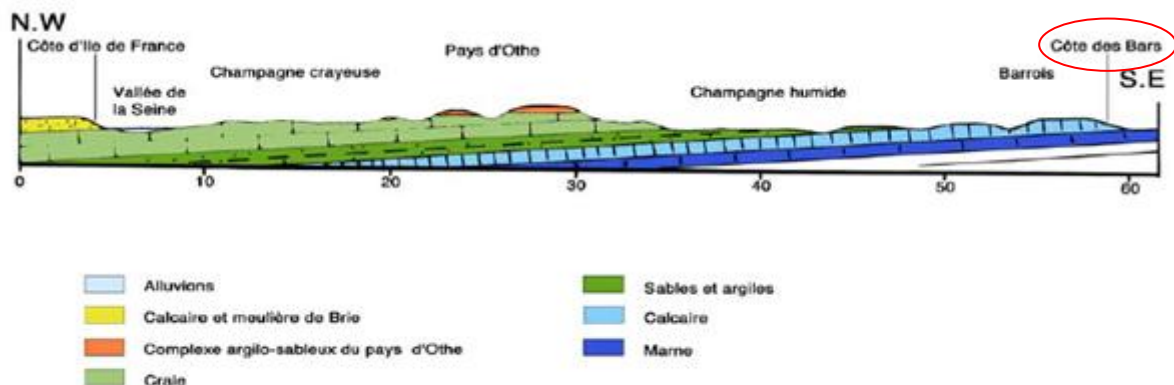 N.W
Côte d'Ile de France
Pays d'Othe
Côte des Bars
Champagne crayeuse
Vallée de
la Seine
Champagne humide
Barrois
S.E
0 10 20 30 40 50 60
Alluvions
Calcaire et meulière de Brie
Complexe argilo-sableux du pays d'Othe
Craie
Sables et argiles
Calcaire
Marne